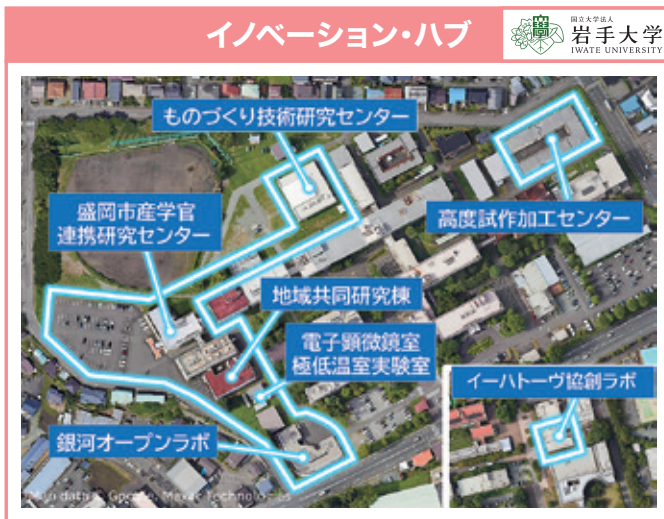 イノベーション・ハブ
国立大学法人
岩手大学
IWATE UNIVERSITY
ものづくり技術研究センター
盛岡市産学官
連携研究センター
高度試作加工センター
地域共同研究棟
電子顕微鏡室
極低温室実験室
イーハトーヴ協創ラボ
銀河オープンラボ
Map data © Google, Maxar Technologies